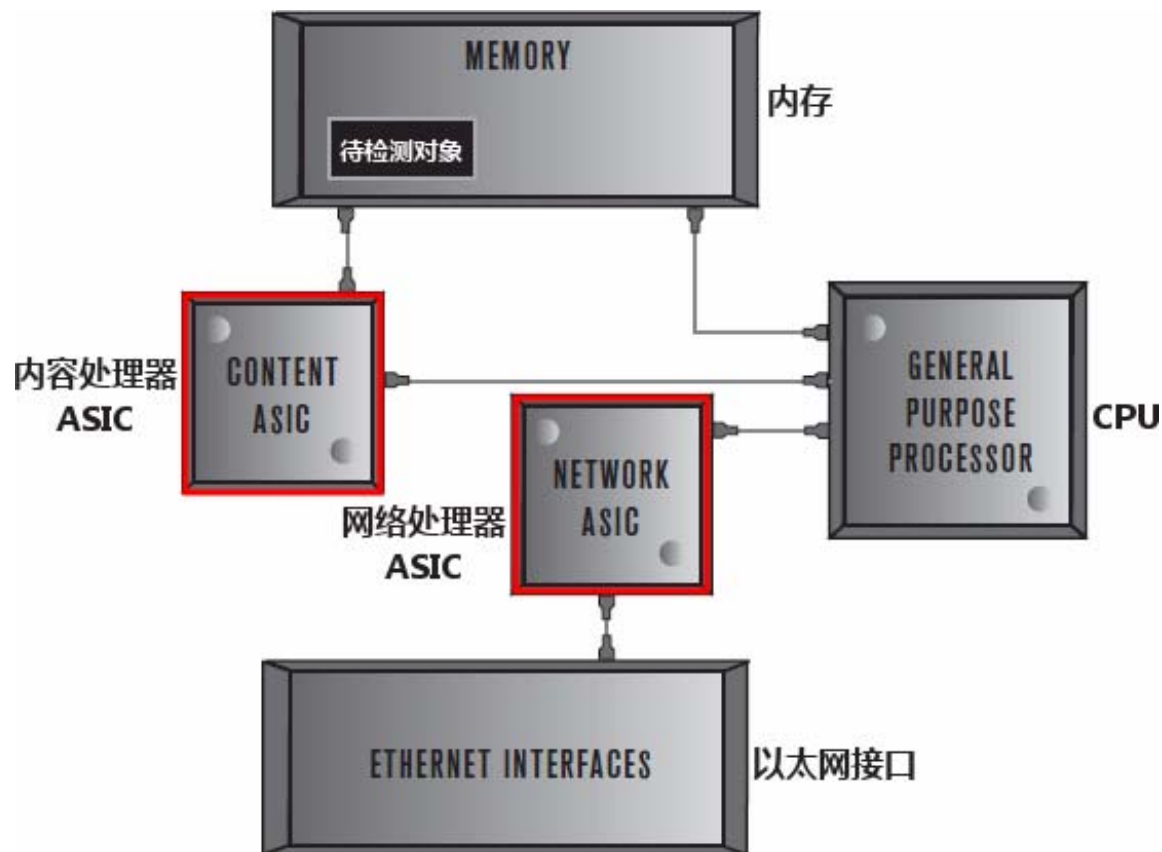 MEMORY
内存
待检测对象
内容处理器
ASIC
CONTENT
ASIC
GENERAL
PURPOSE
PROCESSOR
CPU
网络处理器
ASIC
NETWORK
ASIC
ETHERNET INTERFACES
以太网接口